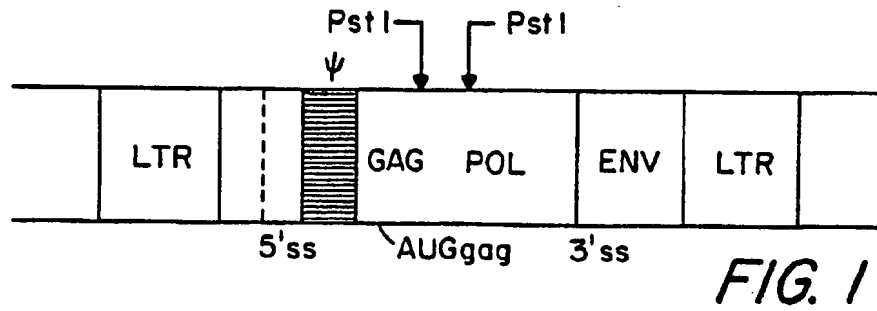 Pst I Pst I
ψ
LTR GAG POL ENV LTR
5'ss AUGgag 3'ss
FIG. 1